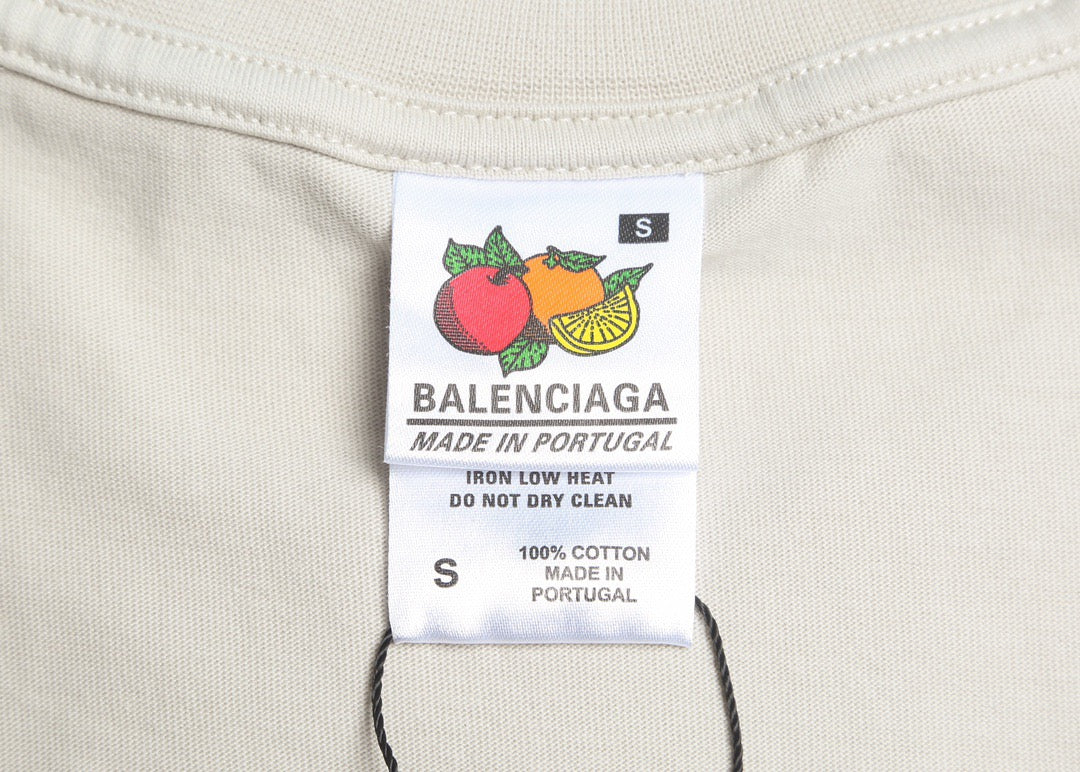 S
BALENCIAGA
MADE IN PORTUGAL
IRON LOW HEAT
DO NOT DRY CLEAN
S
100% COTTON
MADE IN
PORTUGAL